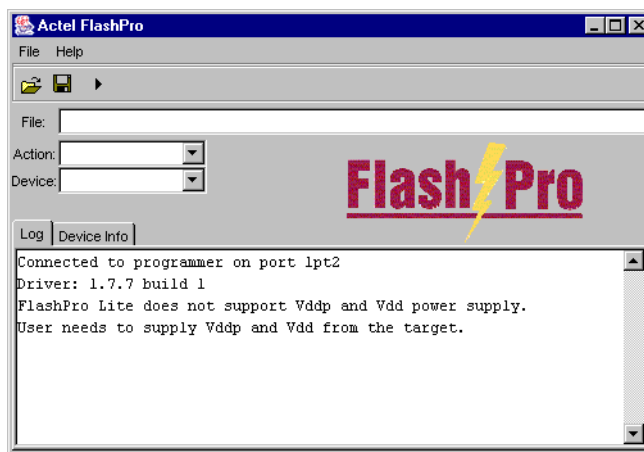 Actel FlashPro
File Help
File:
Action:
Device:
Flash Pro
Log Device Info
Connected to programmer on port lpt2
Driver: 1.7.7 build 1
FlashPro Lite does not support Vddp and Vdd power supply.
User needs to supply Vddp and Vdd from the target.